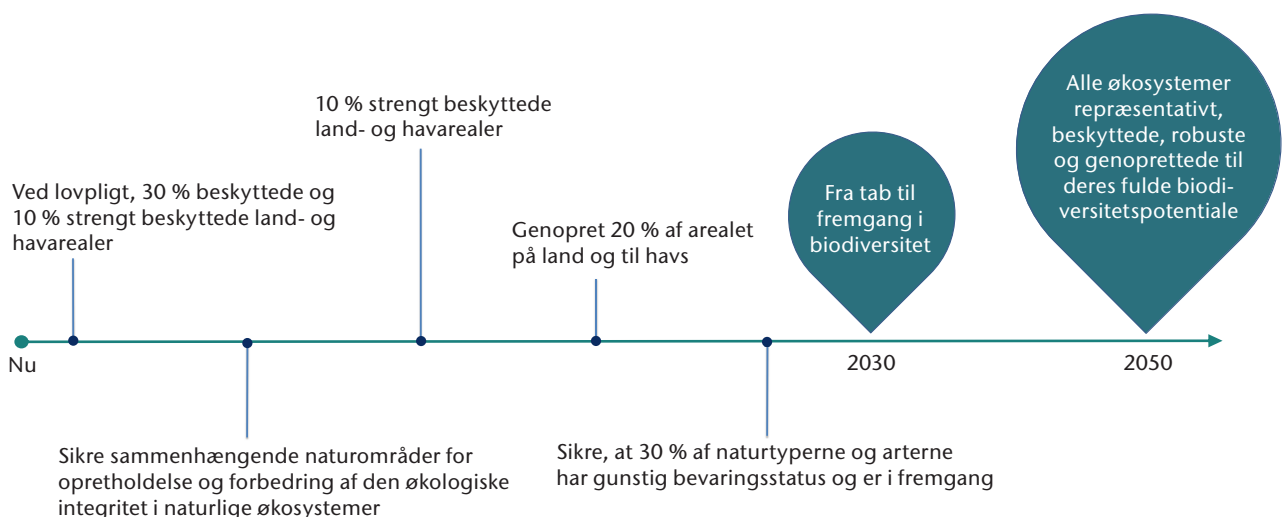 Ved lovpligt, 30 % beskyttede og
10 % strengt beskyttede land- og
havarealer
10 % strengt beskyttede
land- og havarealer
Genopret 20 % af arealet
på land og til havs
Fra tab til
fremgang i
biodiversitet
Alle økosystemer
repræsentativt,
beskyttede, robuste
og genoprettede til
deres fulde biodi-
versitetspotentiale
Nu
2030
2050
Sikre sammenhængende naturområder for
opretholdelse og forbedring af den økologiske
integritet i naturlige økosystemer
Sikre, at 30 % af naturtyperne og arterne
har gunstig bevaringsstatus og er i fremgang